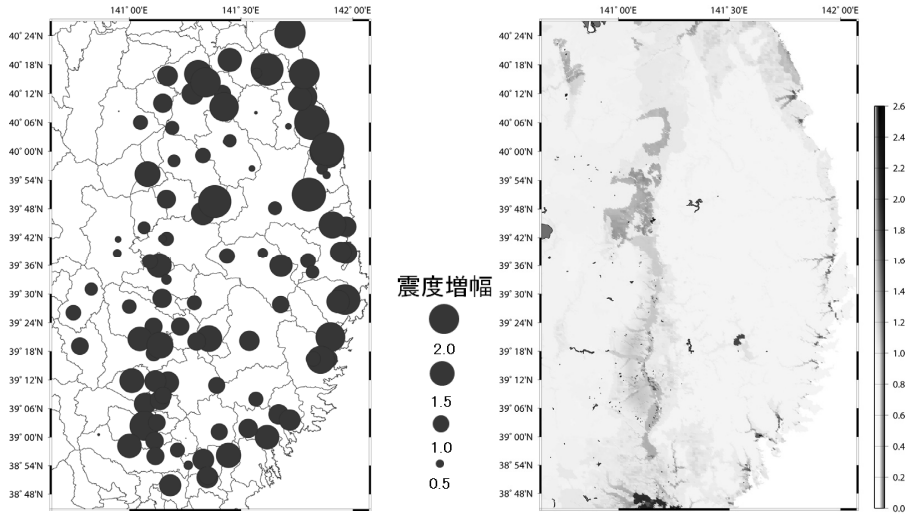 141° 00'E
141° 30'E
142° 00'E
40° 24'N
40° 18'N
40° 12'N
40° 06'N
40° 00'N
39° 54'N
39° 48'N
39° 42'N
39° 36'N
39° 30'N
39° 24'N
39° 18'N
39° 12'N
39° 06'N
39° 00'N
38° 54'N
38° 48'N
震度増幅
2.0
1.5
1.0
0.5
141° 00'E
141° 30'E
142° 00'E
40° 24'N
40° 18'N
40° 12'N
40° 06'N
40° 00'N
39° 54'N
39° 48'N
39° 42'N
39° 36'N
39° 30'N
39° 24'N
39° 18'N
39° 12'N
39° 06'N
39° 00'N
38° 54'N
38° 48'N
2.6
2.4
2.2
2.0
1.8
1.6
1.4
1.2
1.0
0.8
0.6
0.4
0.2
0.0